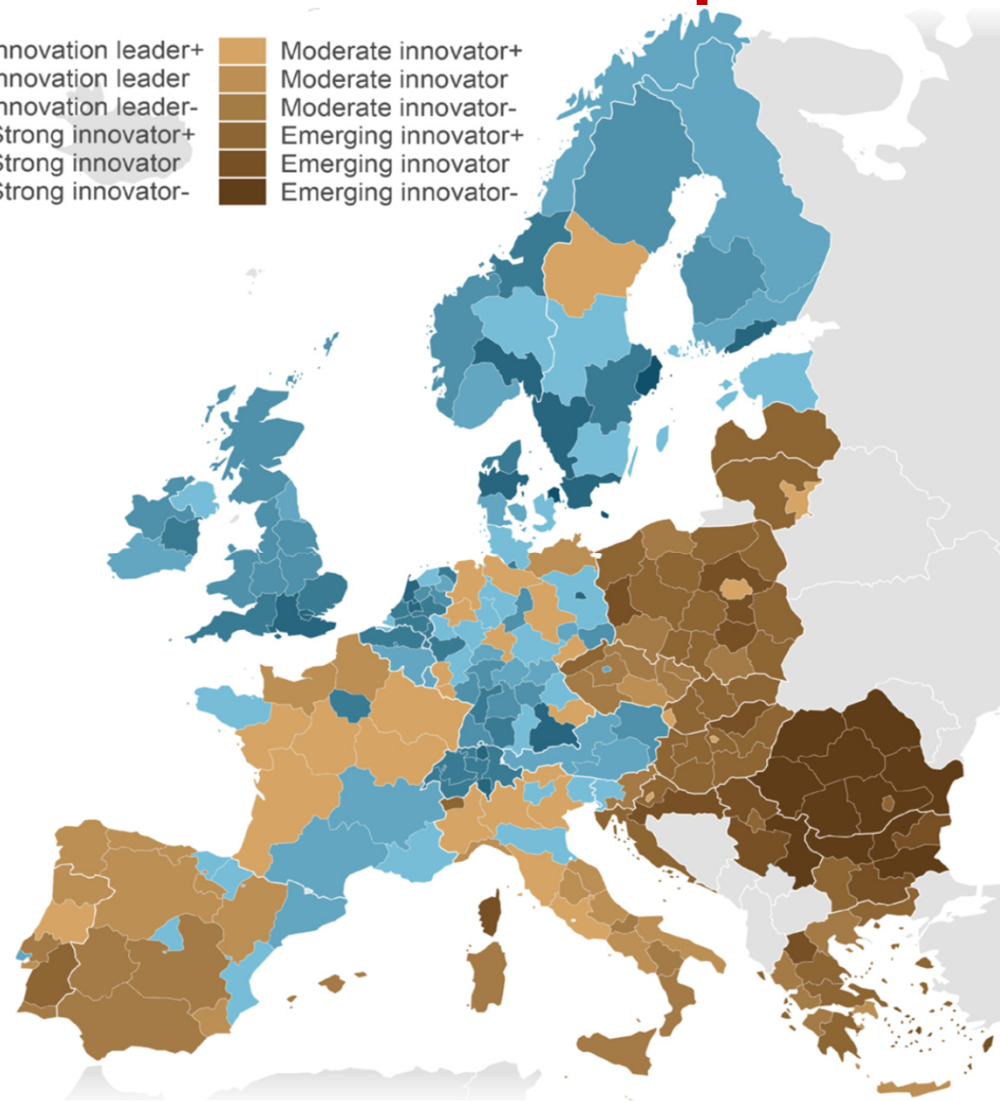 nnovation leader+
nnovation leader
nnovation leader-
Strong innovator+
Strong innovator
Strong innovator-
Moderate innovator+
Moderate innovator
Moderate innovator-
Emerging innovator+
Emerging innovator
Emerging innovator-